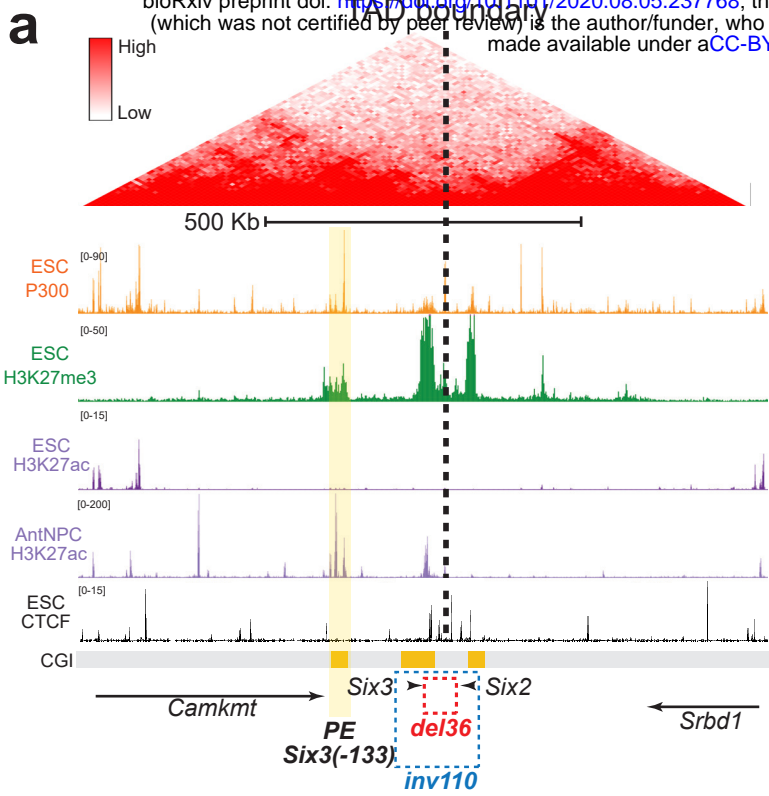 bioRxiv preprint doi: https://doi.org/10.1101/2020.08.05.237768; th
TAD boundary
(which was not certified by peer review) is the author/funder, who
made available under aCC-BY
a
High
Low
500 Kb
ESC
P300
[0-90]
ESC
H3K27me3
[0-50]
ESC
H3K27ac
[0-15]
AntNPC
H3K27ac
[0-200]
ESC
CTCF
[0-15]
CGI
Six3
Six2
Camkmt
Srbd1
PE
Six3(-133)
del36
inv110